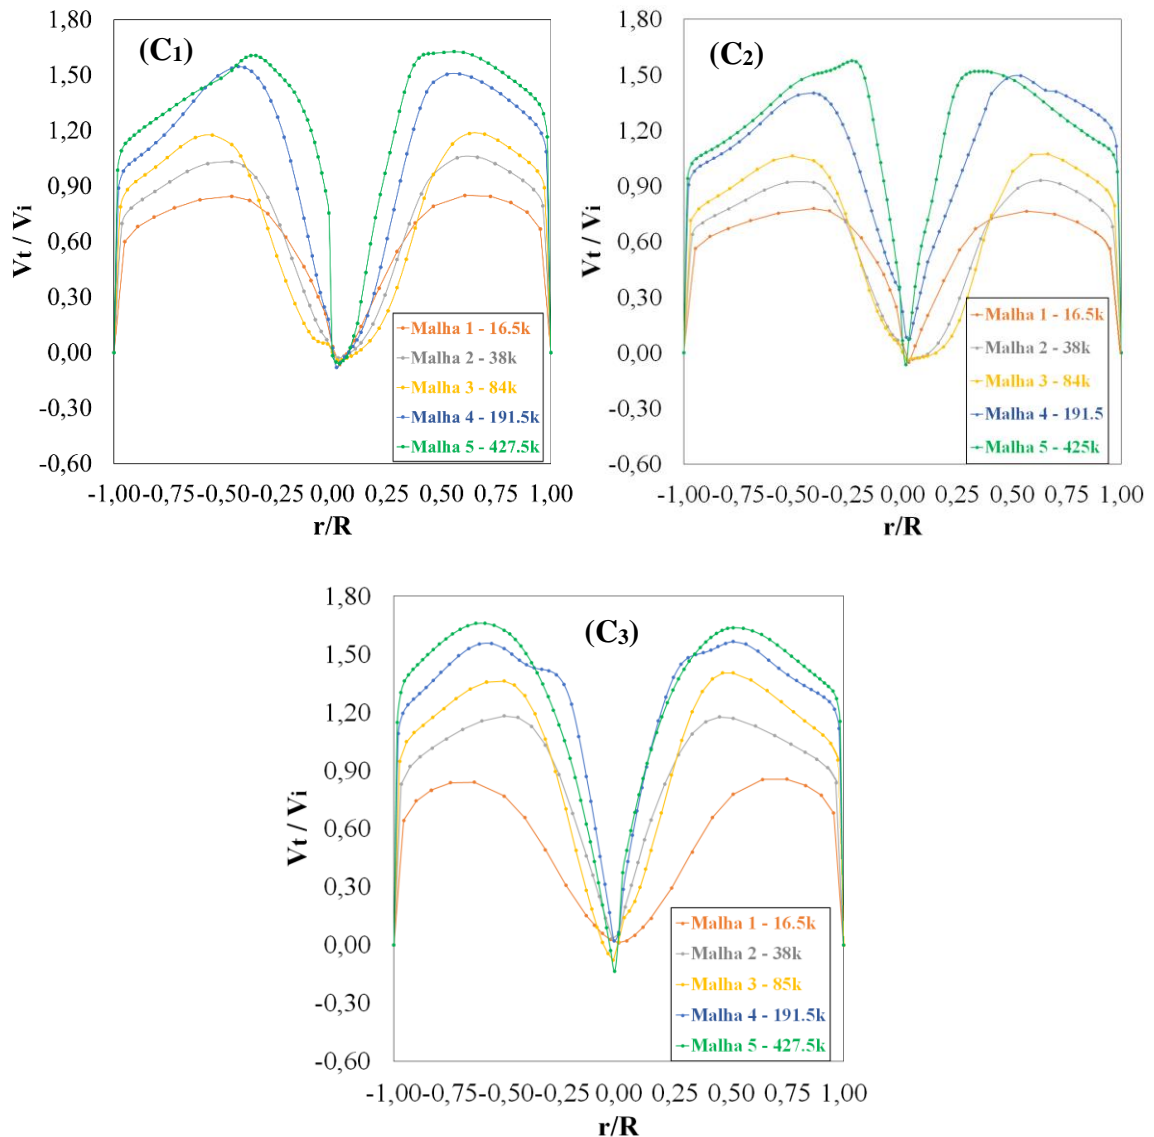 (C1)
1,80
1,50
1,20
0,90
0,60
0,30
0,00
-0,30
-0,60
Vt / Vi
Malha 1 - 16.5k
Malha 2 - 38k
Malha 3 - 84k
Malha 4 - 191.5k
Malha 5 - 427.5k
-1,00 -0,75 -0,50 -0,25 0,00 0,25 0,50 0,75 1,00
r/R
(C2)
1,80
1,50
1,20
0,90
0,60
0,30
0,00
-0,30
-0,60
Vt / Vi
Malha 1 - 16.5k
Malha 2 - 38k
Malha 3 - 84k
Malha 4 - 191.5
Malha 5 - 425k
-1,00 -0,75 -0,50 -0,25 0,00 0,25 0,50 0,75 1,00
r/R
(C3)
1,80
1,50
1,20
0,90
0,60
0,30
0,00
-0,30
-0,60
Vt / Vi
Malha 1 - 16.5k
Malha 2 - 38k
Malha 3 - 85k
Malha 4 - 191.5k
Malha 5 - 427.5k
-1,00 -0,75 -0,50 -0,25 0,00 0,25 0,50 0,75 1,00
r/R